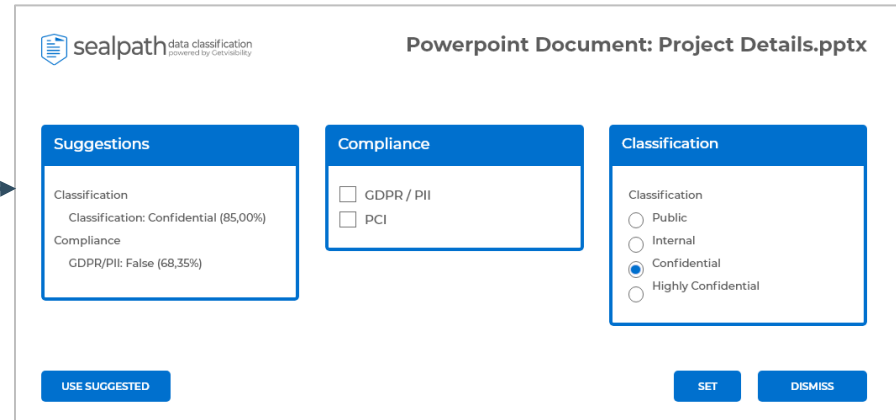 sealpath data classification
powered by Getvisibility
Powerpoint Document: Project Details.pptx
Suggestions
Classification
Classification: Confidential (85,00%)
Compliance
GDPR/PII: False (68,35%)
Compliance
GDPR / PII
PCI
Classification
Classification
Public
Internal
Confidential
Highly Confidential
USE SUGGESTED
SET
DISMISS